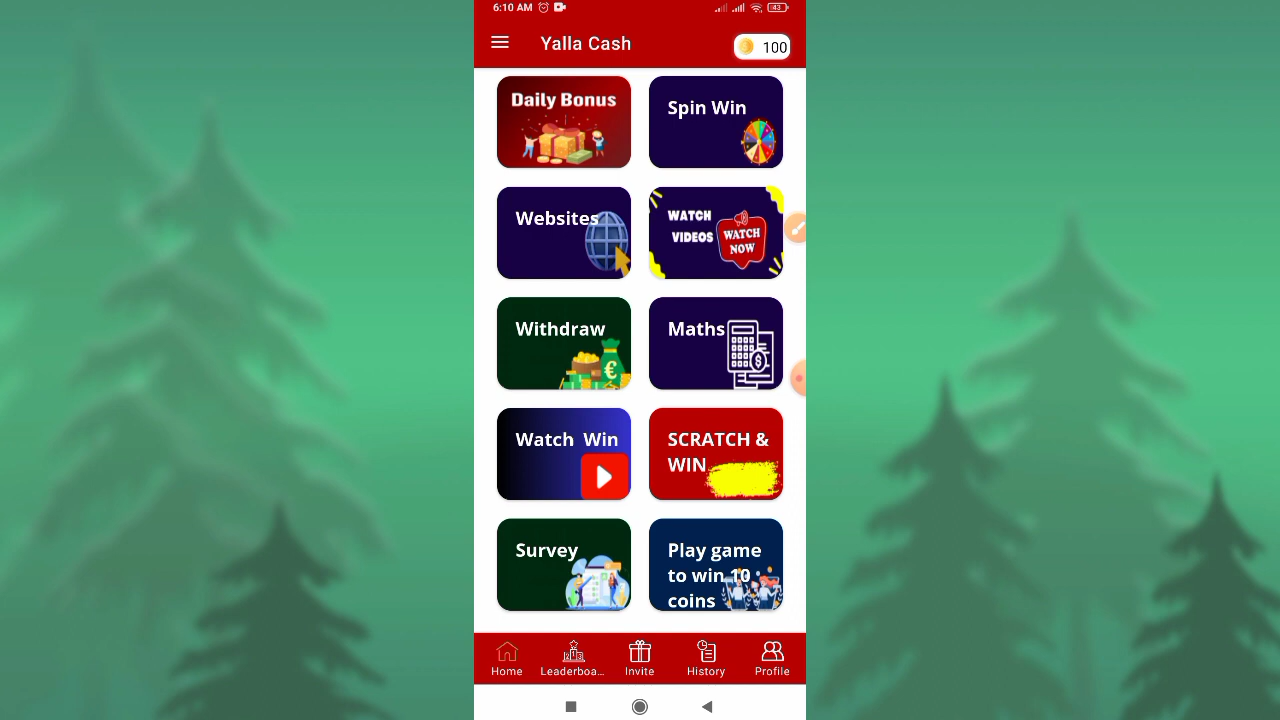 6:10 AM
43
Yalla Cash
100
Daily Bonus
Spin Win
Websites
WATCH
VIDEOS
WATCH
NOW
Withdraw
Maths
Watch Win
SCRATCH &
WIN
Survey
Play game
to win 10
coins
Home
Leaderboa...
Invite
History
Profile